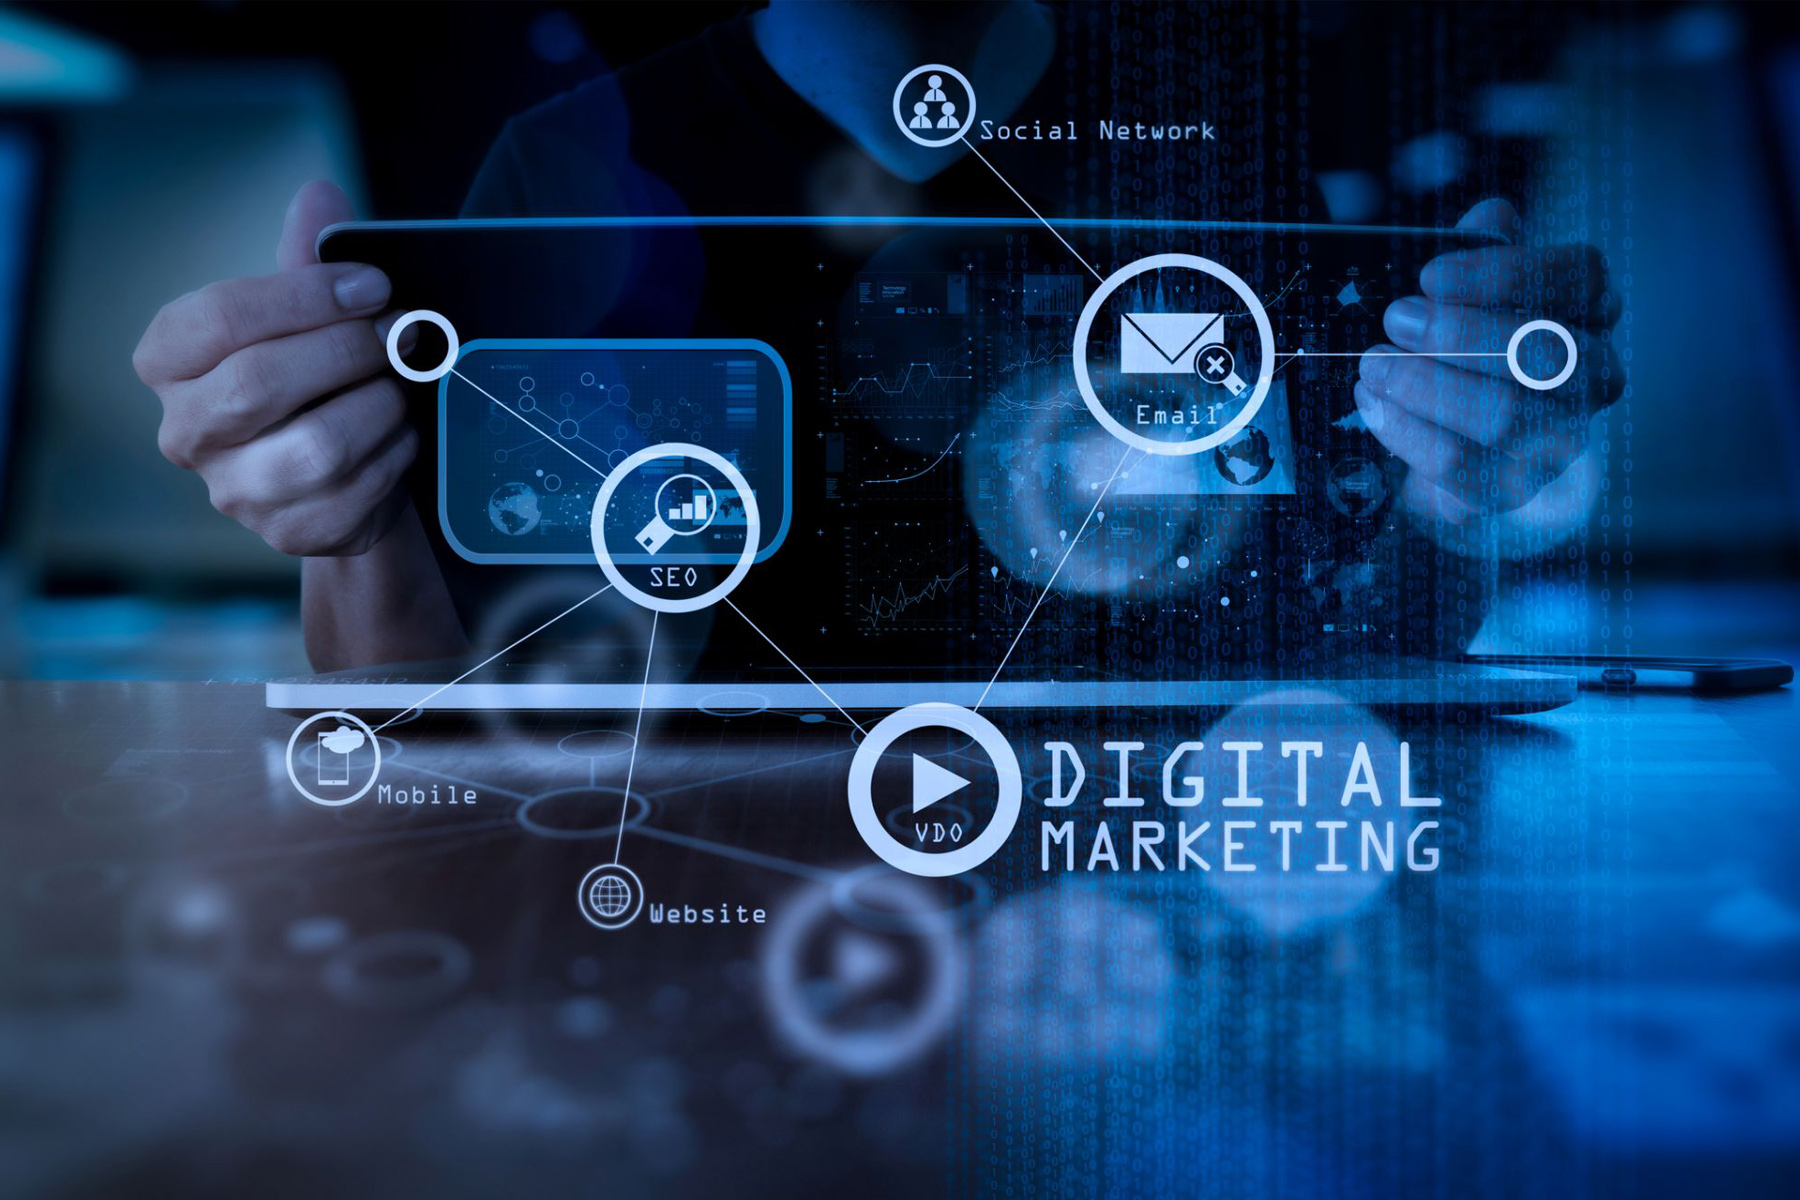 Social Network
Email
SEO
Mobile
VDO
DIGITAL
MARKETING
Website